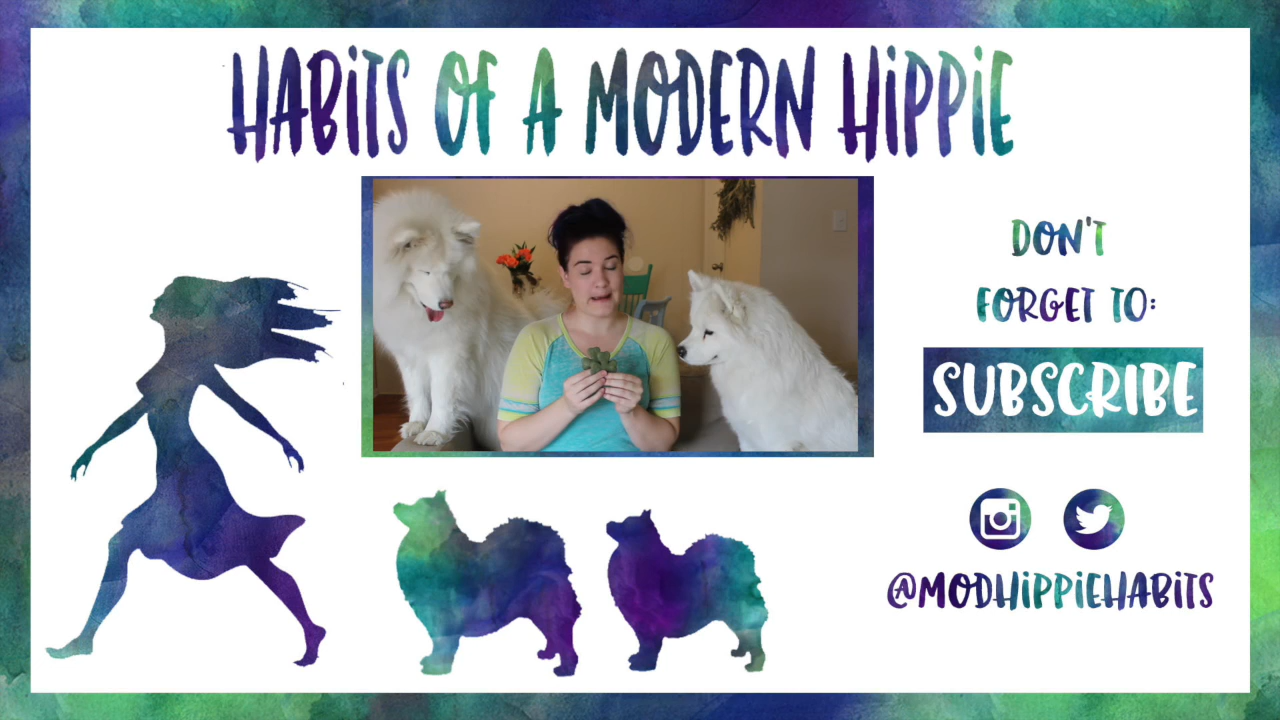 HABITS OF A MODERN HIPPIE
DON'T
FORGET TO:
SUBSCRIBE
@MODHIPPIEHABITS